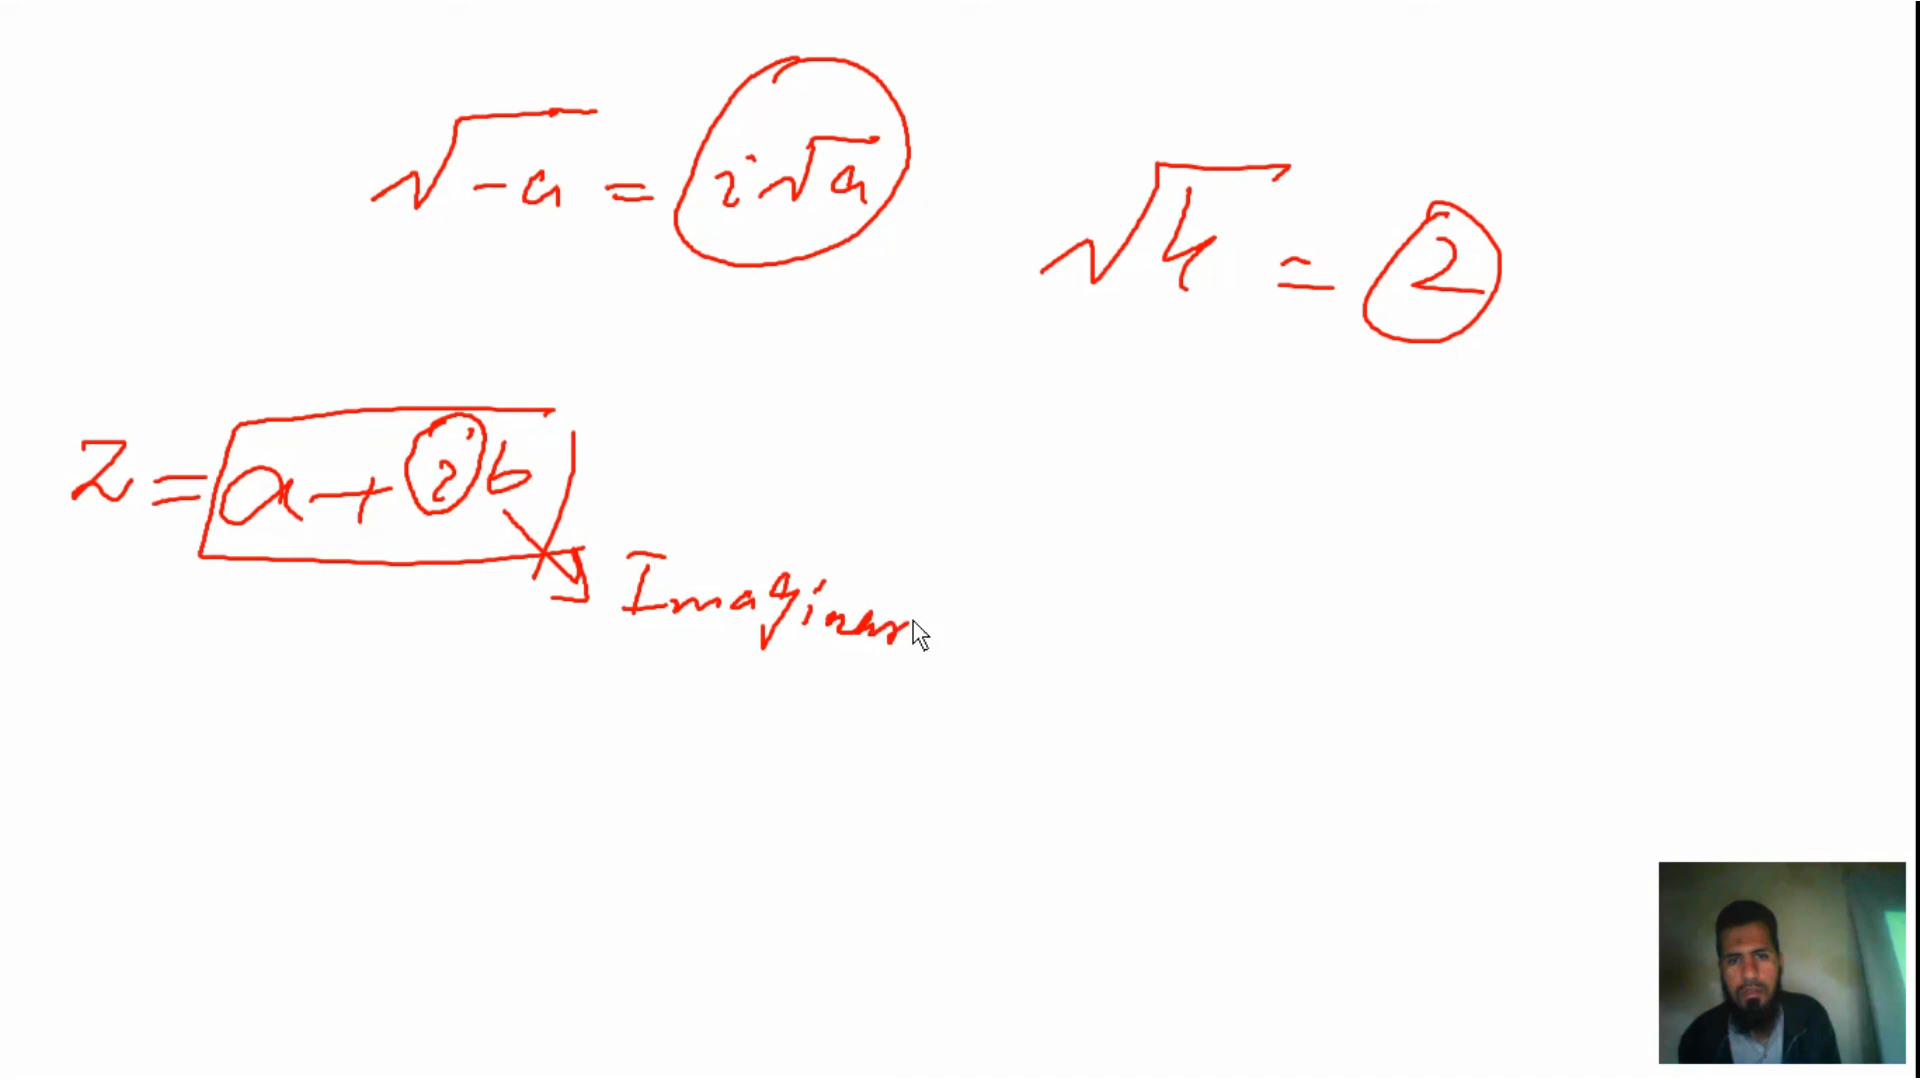 √-a = i√a
√4 = 2
Z = a + ib
Imaginar